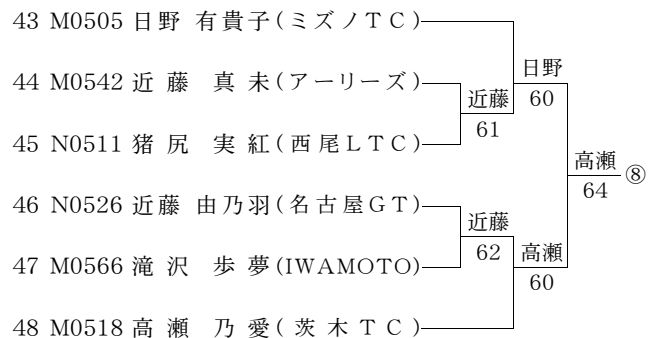 43 M0505 日野 有貴子(ミズノTC)
日野
44 M0542 近藤 真未(アーリーズ)
60
近藤
61
45 N0511 猪尻 実紅(西尾LTC)
高瀬
64
⑧
46 N0526 近藤 由乃羽(名古屋GT)
近藤
62
高瀬
47 M0566 滝沢 歩夢(IWAMOTO)
60
48 M0518 高瀬 乃愛(茨木TC)